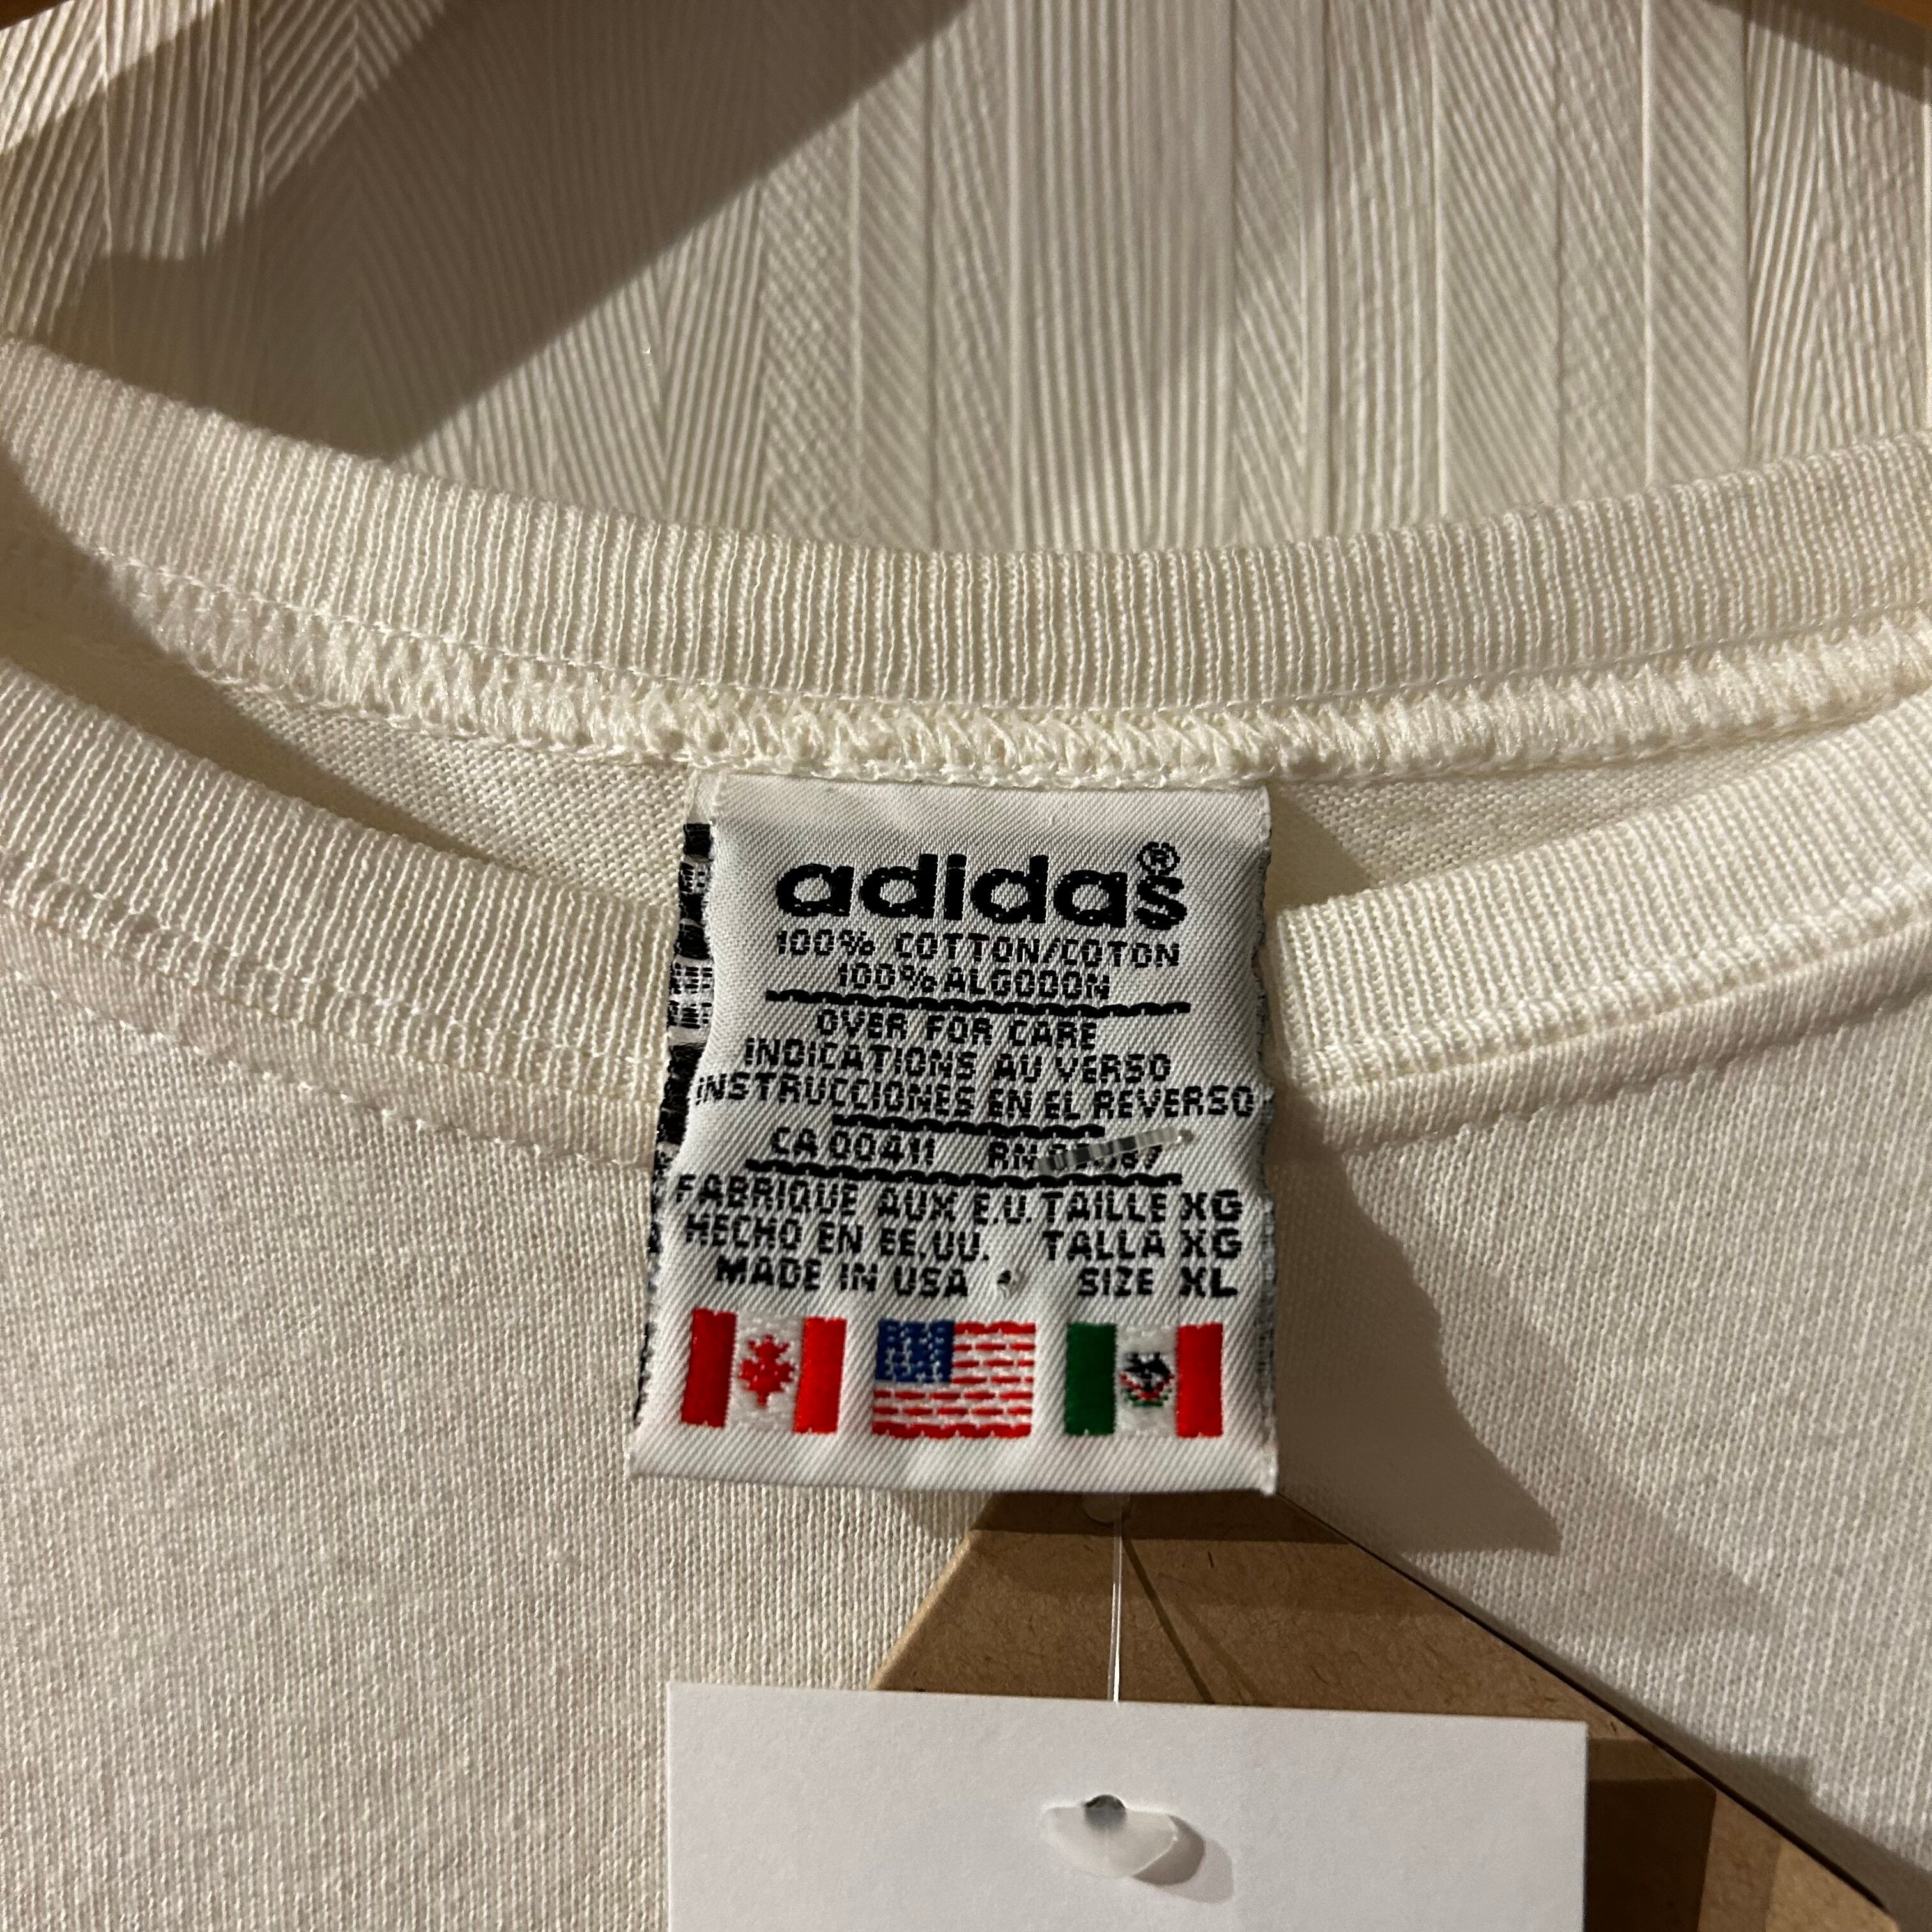 adidas®
100% COTTON/COTON
100% ALGODON
OVER FOR CARE
INDICATIONS AU VERSO
INSTRUCCIONES EN EL REVERSO
CA 00411 RN
FABRIQUE AUX E.U. TAILLE XG
HECHO EN EE.UU. TALLA XG
MADE IN USA SIZE XL